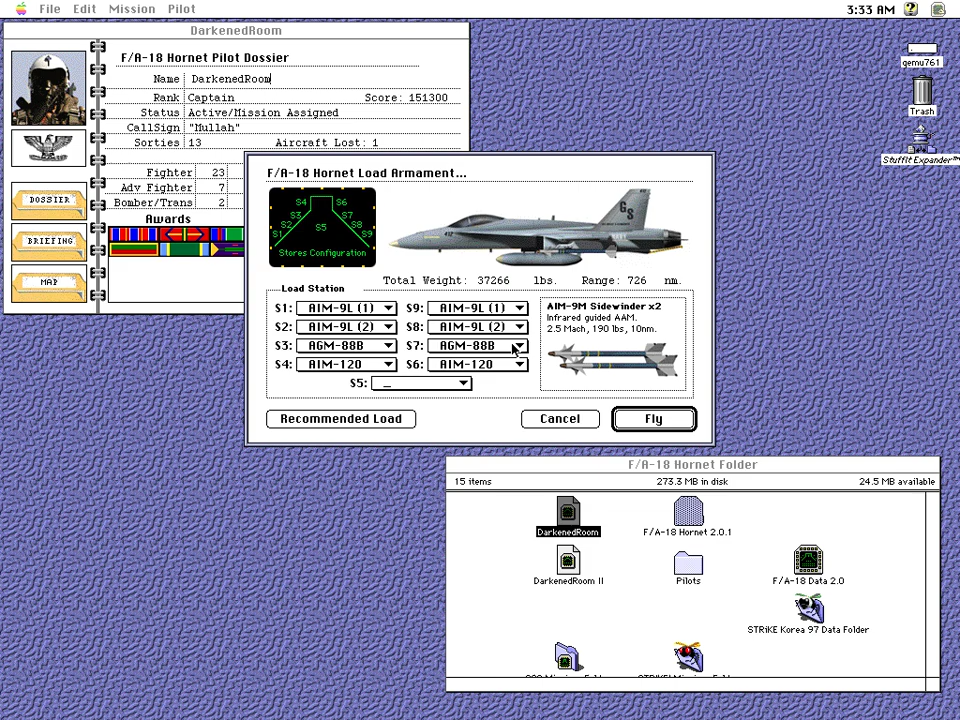 File Edit Mission Pilot 3:33 AM
DarkenedRoom
F/A-18 Hornet Pilot Dossier
Name DarkenedRoom
Rank Captain Score: 151300
Status Active/Mission Assigned
CallSign "Mullah"
Sorties 13 Aircraft Lost: 1
Fighter 23
Adv Fighter 7
Bomber/Trans 2
Awards
DOSSIER
BRIEFING
MAP
gemu761
Trash
StuffIt Expander™
F/A-18 Hornet Load Armament...
S4 S6
S3 S7
S2 S5 S8
S1 S9
Stores Configuration
GS
Total Weight: 37266 lbs. Range: 726 nm.
Load Station
S1: AIM-9L (1) S9: AIM-9L (1)
S2: AIM-9L (2) S8: AIM-9L (2)
S3: AGM-88B S7: AGM-88B
S4: AIM-120 S6: AIM-120
S5: _
AIM-9M Sidewinder x2
Infrared guided AAM.
2.5 Mach, 190 lbs, 10nm.
Recommended Load Cancel Fly
F/A-18 Hornet Folder
15 items 273.3 MB in disk 24.5 MB available
DarkenedRoom
F/A-18 Hornet 2.0.1
DarkenedRoom II
Pilots
F/A-18 Data 2.0
STRiKE Korea 97 Data Folder